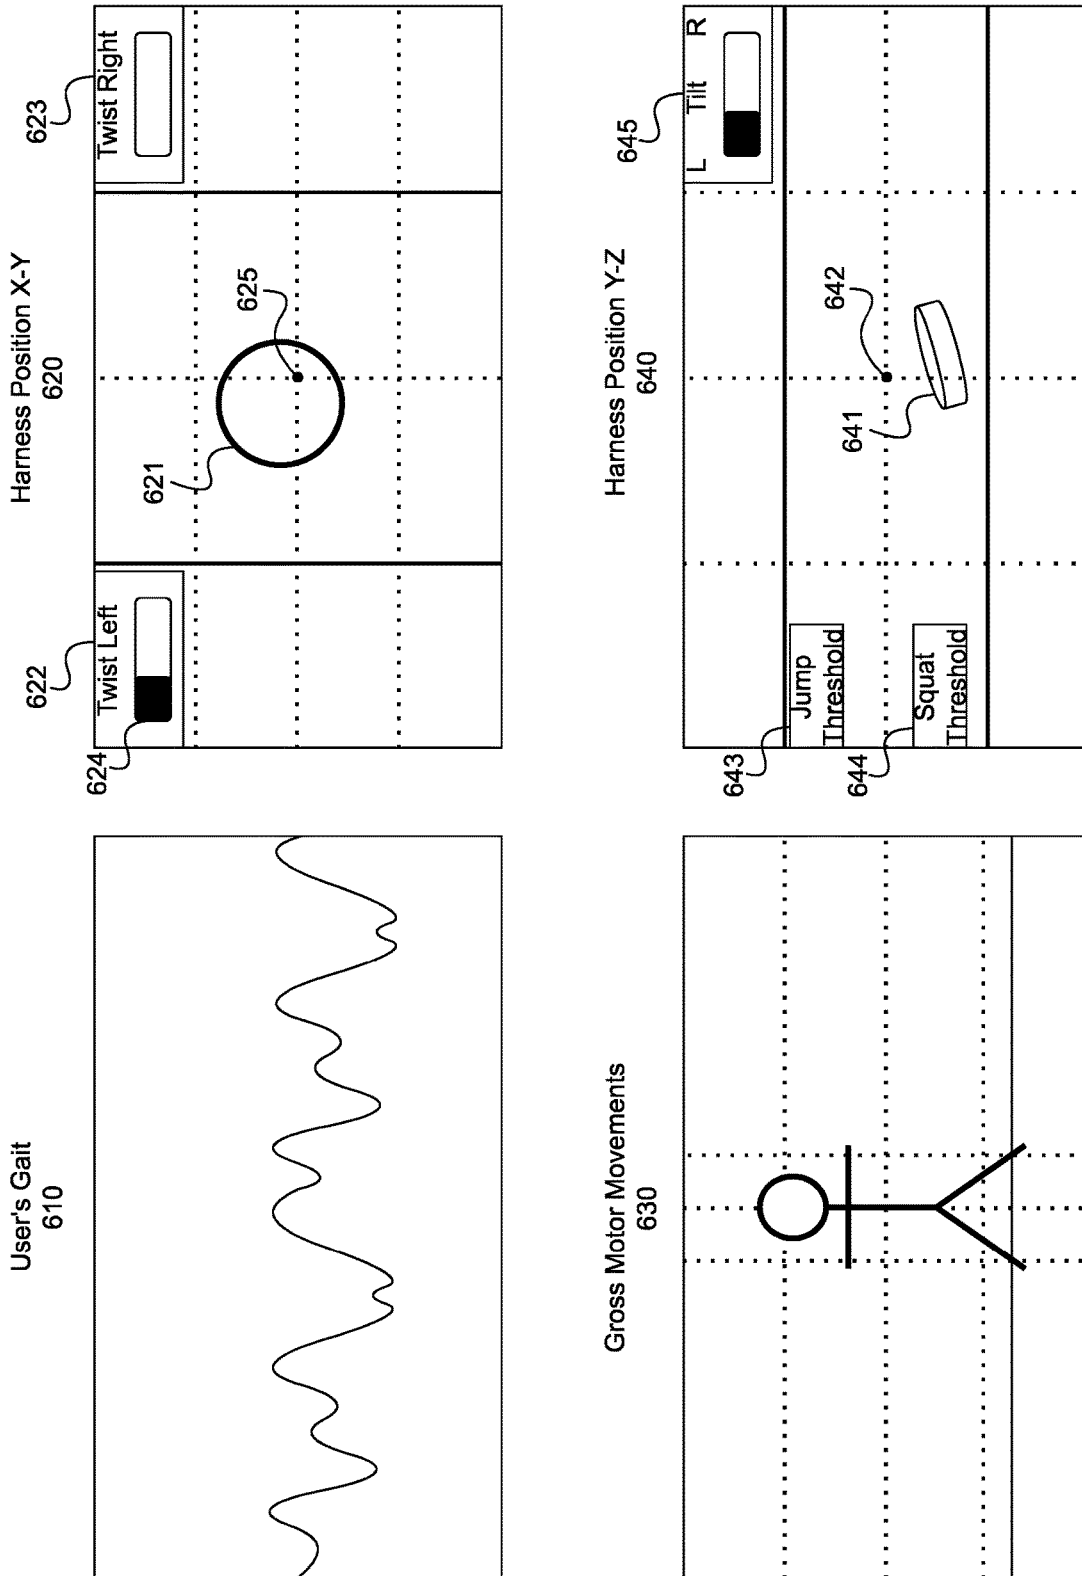 User's Gait
610
Harness Position X-Y
620
622
Twist Left
624
623
Twist Right
621
625
Gross Motor Movements
630
Harness Position Y-Z
640
645
L Tilt R
643
Jump
Threshold
644
Squat
Threshold
642
641